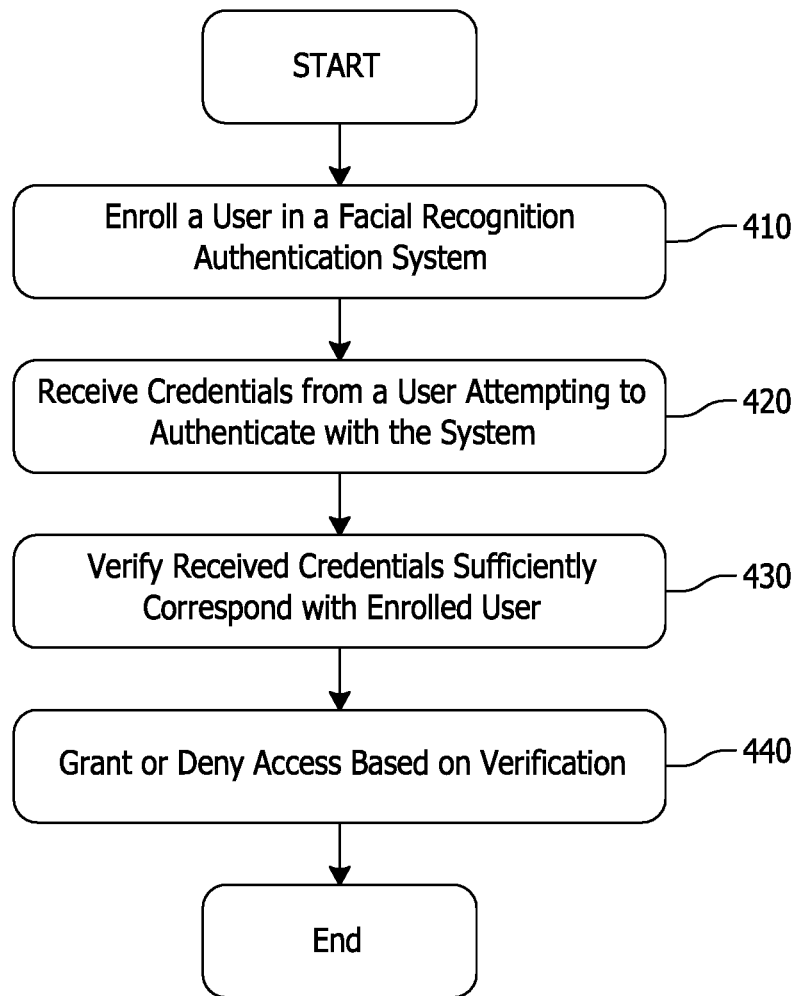 START
Enroll a User in a Facial Recognition
Authentication System
410
Receive Credentials from a User Attempting to
Authenticate with the System
420
Verify Received Credentials Sufficiently
Correspond with Enrolled User
430
Grant or Deny Access Based on Verification
440
End